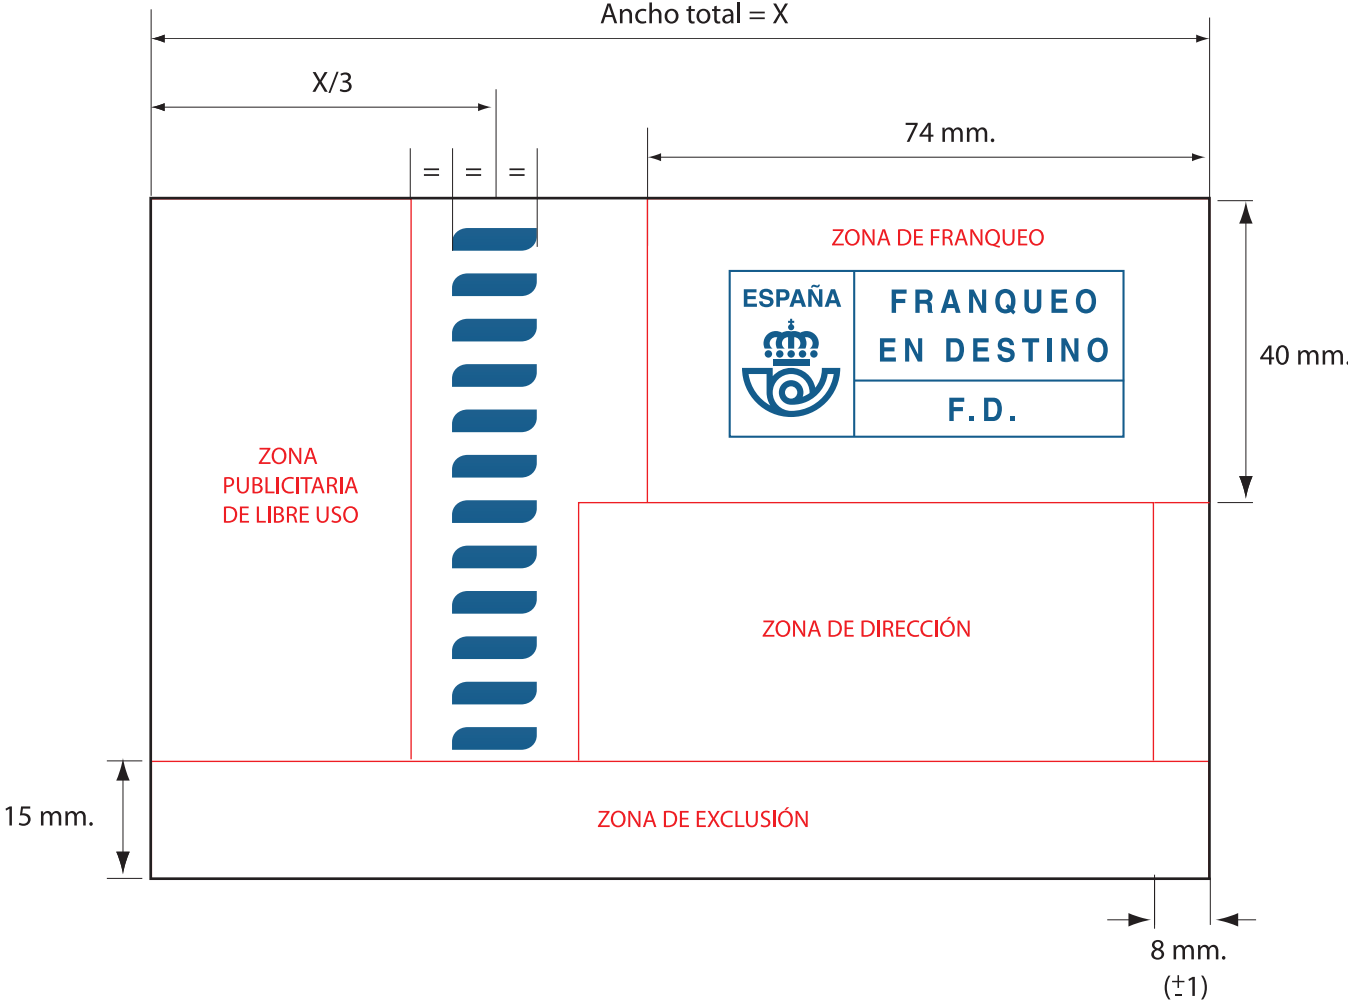 Ancho total = X
X/3
74 mm.
= = =
ZONA DE FRANQUEO
ESPAÑA
FRANQUEO
EN DESTINO
F.D.
40 mm.
ZONA
PUBLICITARIA
DE LIBRE USO
ZONA DE DIRECCIÓN
15 mm.
ZONA DE EXCLUSIÓN
8 mm.
(±1)